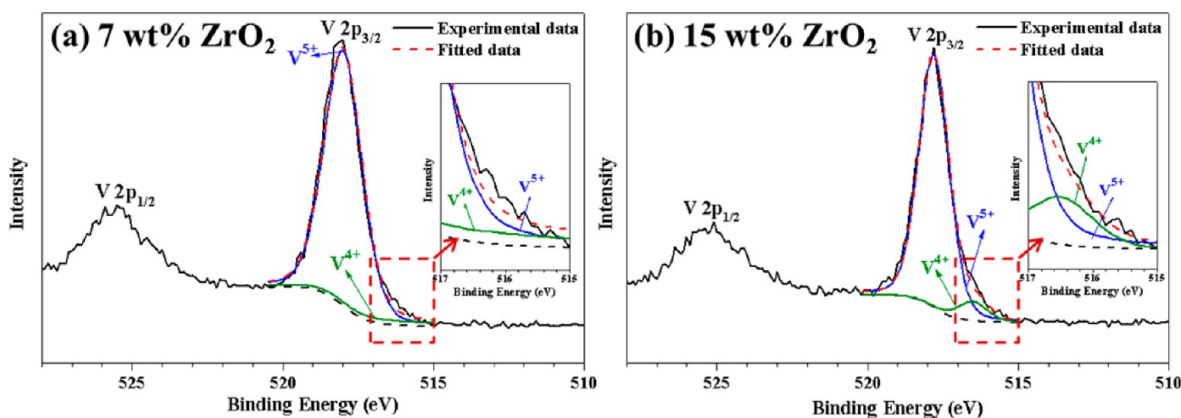 (a) 7 wt% ZrO₂
V 2p₃/₂
Experimental data
Fitted data
V⁵⁺
V 2p₁/₂
V⁴⁺
Intensity
V⁴⁺
V⁵⁺
517 516 515
Binding Energy (eV)
Intensity
525 520 515 510
Binding Energy (eV)
(b) 15 wt% ZrO₂
V 2p₃/₂
Experimental data
Fitted data
V 2p₁/₂
V⁵⁺
V⁴⁺
Intensity
V⁴⁺
V⁵⁺
517 516 515
Binding Energy (eV)
Intensity
525 520 515 510
Binding Energy (eV)